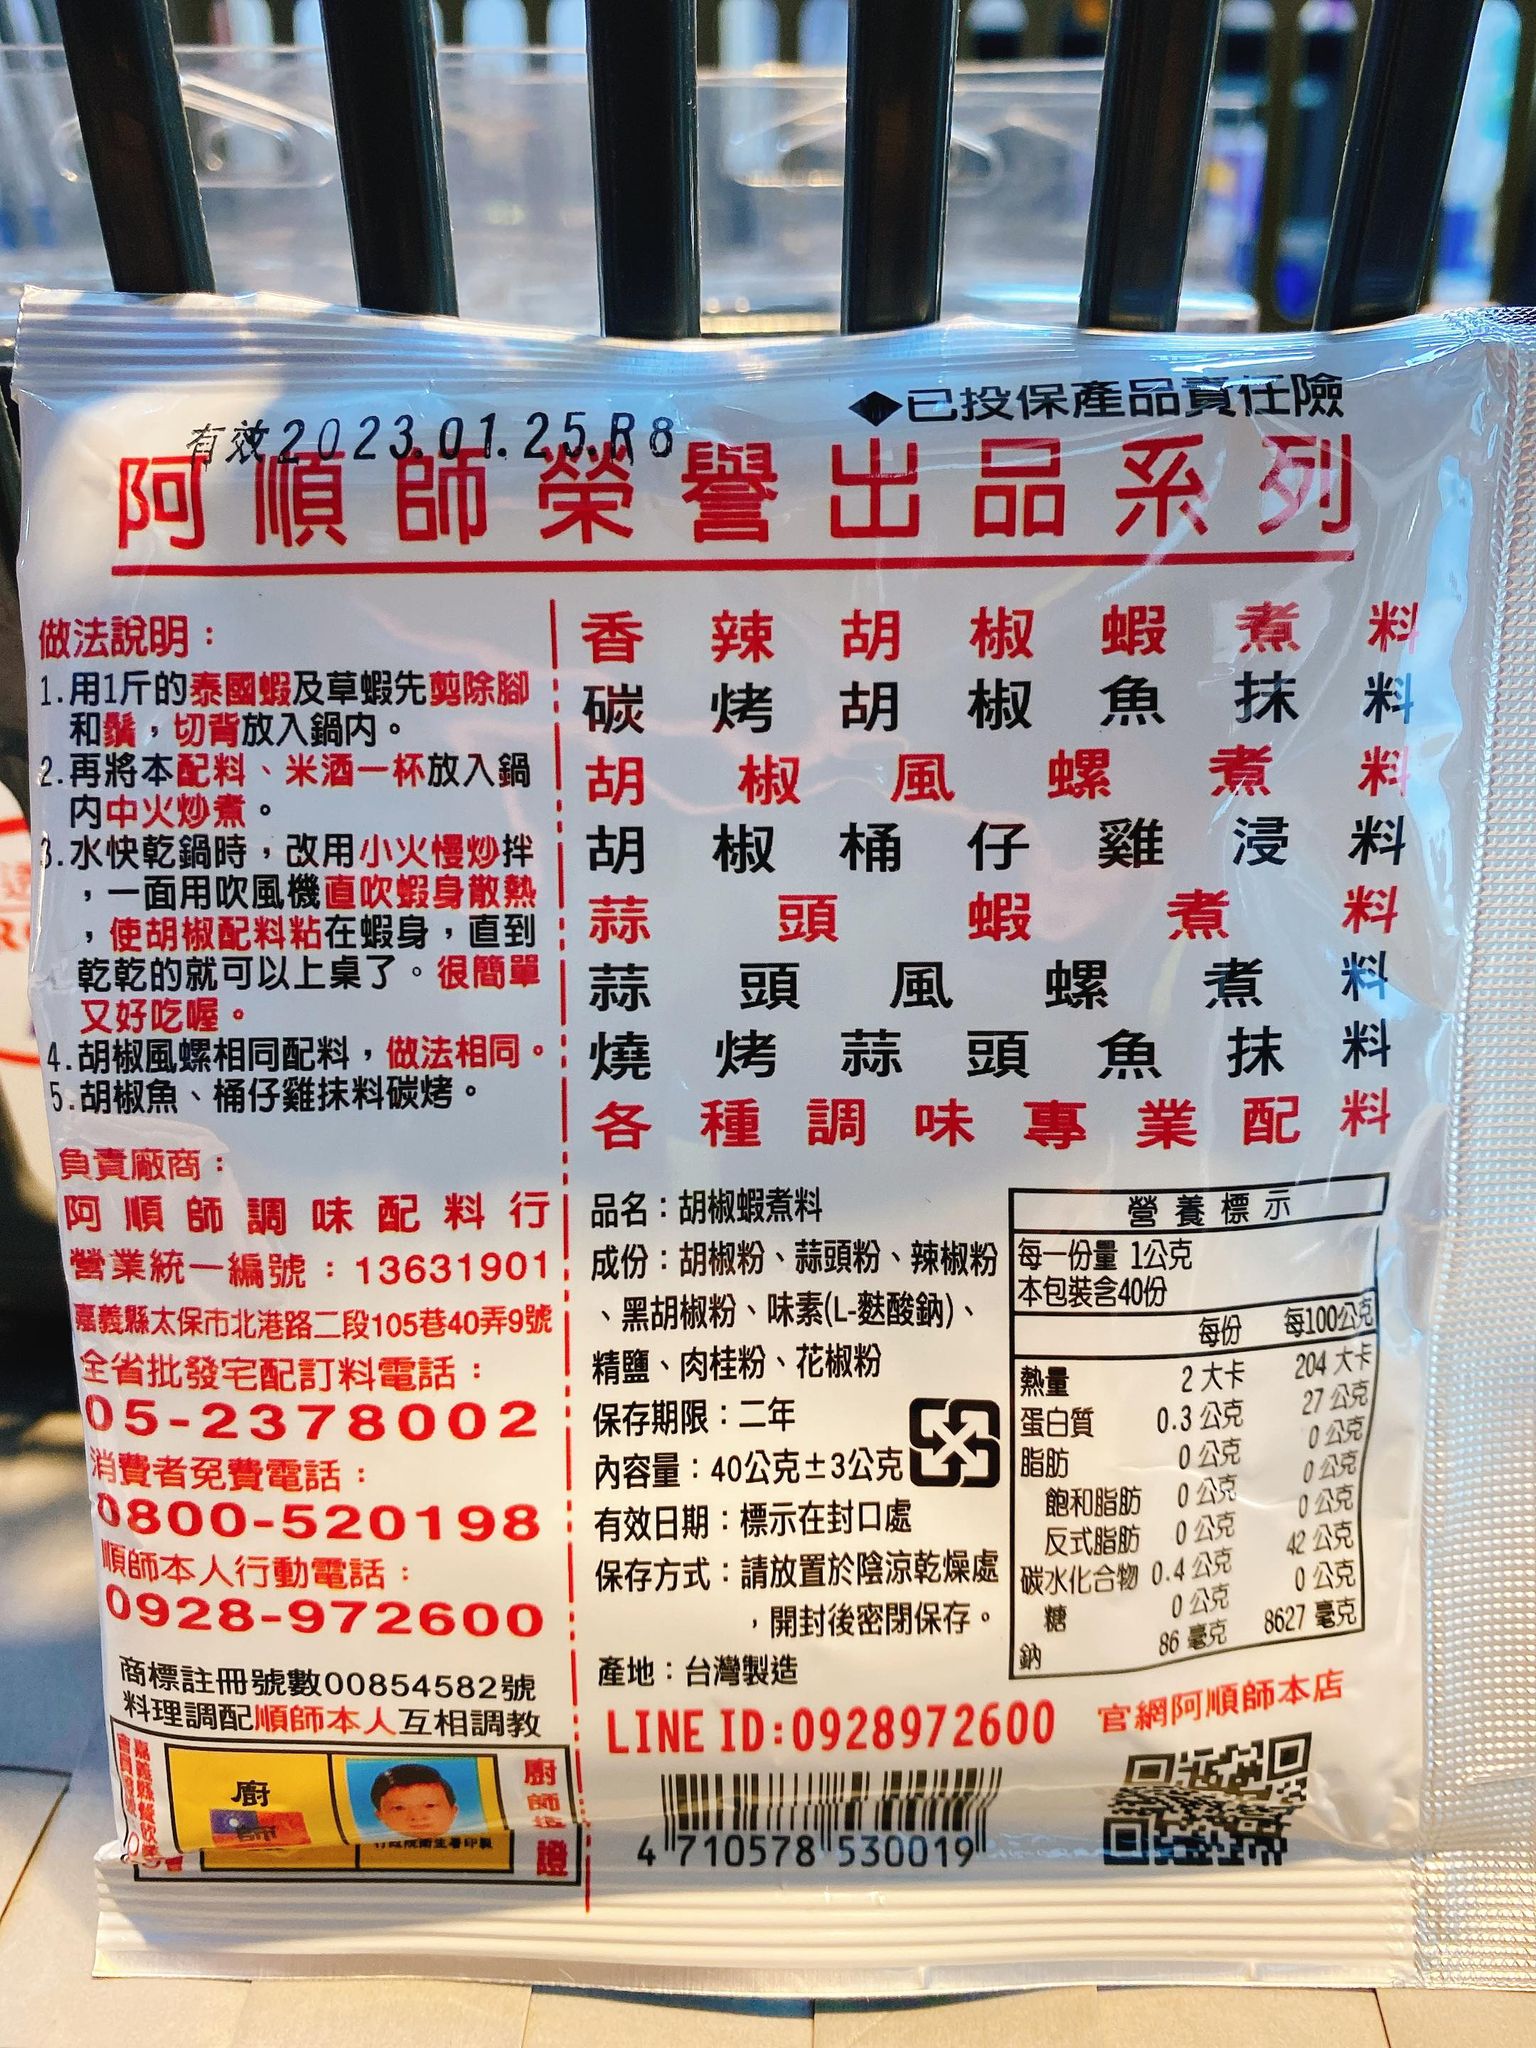 ◆已投保產品責任險
有效2023.01.25.R8
阿順師榮譽出品系列
做法說明：
1.用1斤的泰國蝦及草蝦先剪除腳
和鬚，切背放入鍋內。
2.再將本配料、米酒一杯放入鍋
內中火炒煮。
3.水快乾鍋時，改用小火慢炒拌
，一面用吹風機直吹蝦身散熱
，使胡椒配料粘在蝦身，直到
乾乾的就可以上桌了。很簡單
又好吃喔。
4.胡椒風螺相同配料，做法相同。
5.胡椒魚、桶仔雞抹料碳烤。
負責廠商：
阿順師調味配料行
營業統一編號：13631901
嘉義縣太保市北港路二段105巷40弄9號
全省批發宅配訂料電話：
05-2378002
消費者免費電話：
0800-520198
順師本人行動電話：
0928-972600
商標註冊號數00854582號
料理調配順師本人互相調教
廚
行政院衛生署印製
廚師技證
香辣胡椒蝦煮料
碳烤胡椒魚抹料
胡椒風螺煮料
胡椒桶仔雞浸料
蒜頭蝦煮料
蒜頭風螺煮料
燒烤蒜頭魚抹料
各種調味專業配料
品名：胡椒蝦煮料
成份：胡椒粉、蒜頭粉、辣椒粉
、黑胡椒粉、味素(L-麩酸鈉)、
精鹽、肉桂粉、花椒粉
保存期限：二年
內容量：40公克±3公克
有效日期：標示在封口處
保存方式：請放置於陰涼乾燥處
，開封後密閉保存。
產地：台灣製造
營養標示
每一份量 1公克
本包裝含40份
每份 每100公克
熱量 2 大卡 204 大卡
蛋白質 0.3 公克 27 公克
脂肪 0 公克 0 公克
飽和脂肪 0 公克 0 公克
反式脂肪 0 公克 0 公克
碳水化合物 0.4 公克 42 公克
糖 0 公克 0 公克
鈉 86 毫克 8627 毫克
LINE ID:0928972600
官網阿順師本店
4 710578 530019